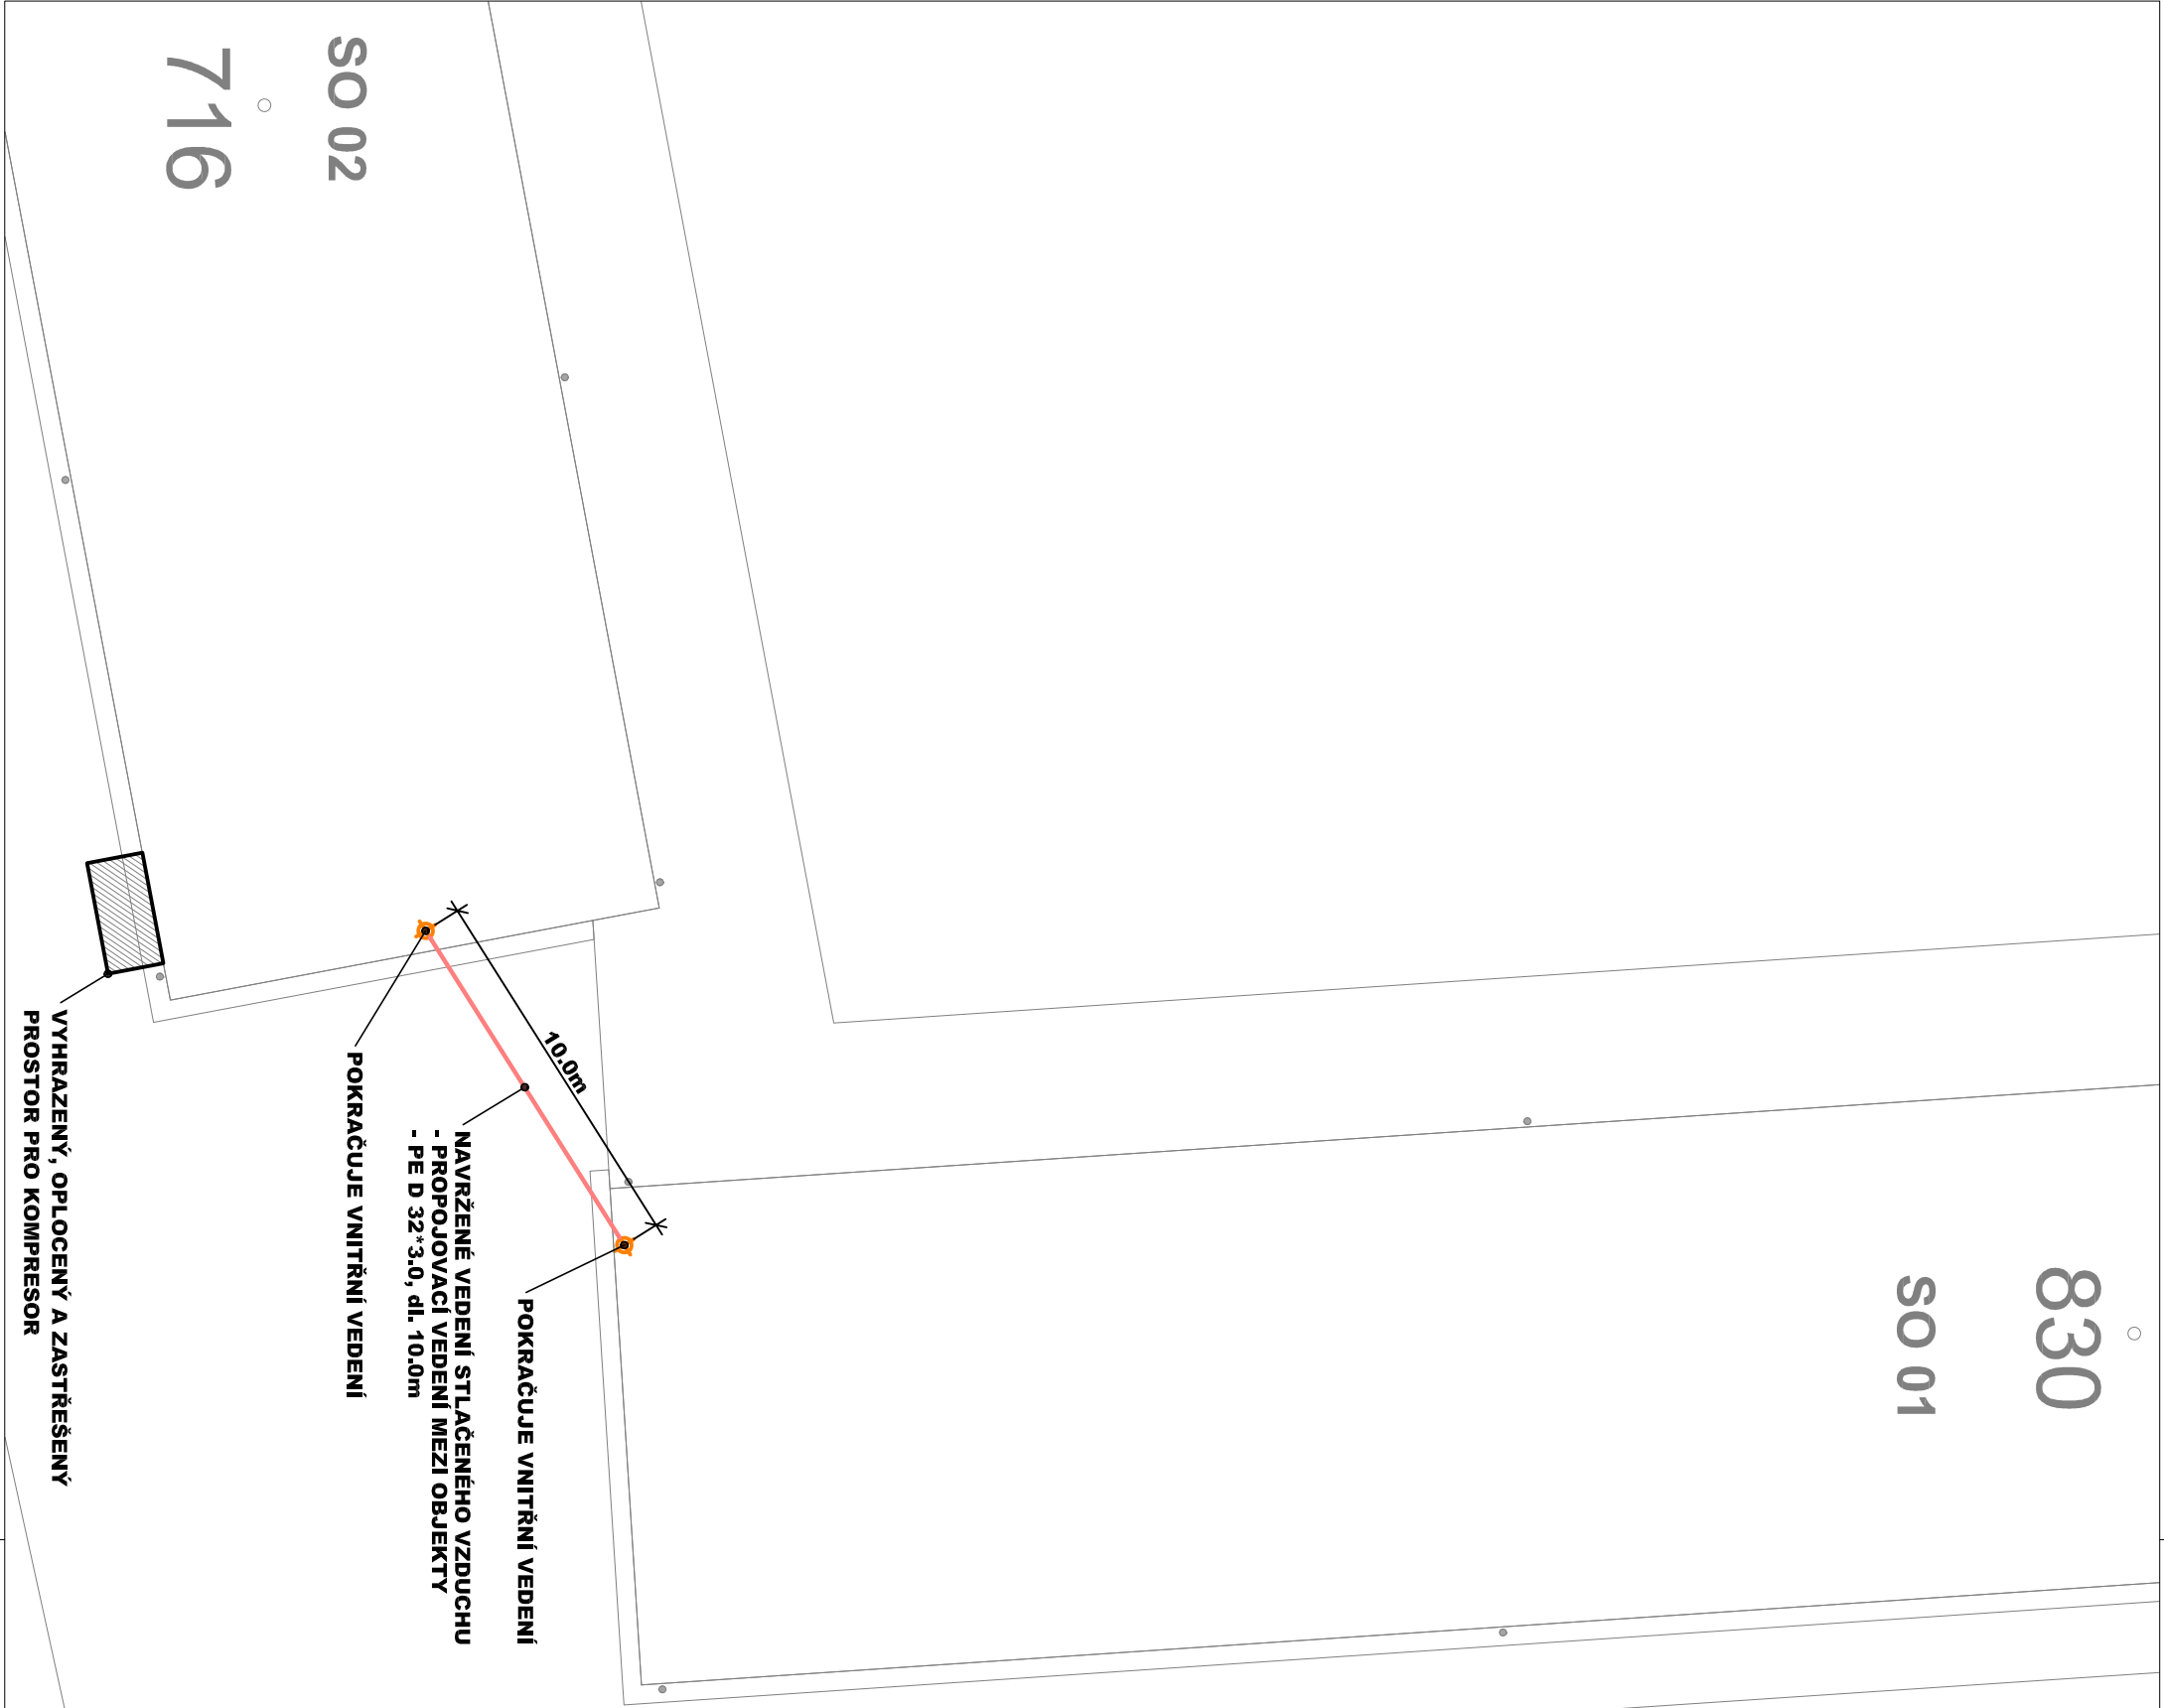 830
SO 01
SO 02
716
10.0m
POKRAČUJE VNITŘNÍ VEDENÍ
NAVRŽENÉ VEDENÍ STLAČENÉHO VZDUCHU
- PROPOJOVACÍ VEDENÍ MEZI OBJEKTY
- PE D 32*3.0, dl. 10.0m
POKRAČUJE VNITŘNÍ VEDENÍ
VYHRAZENÝ, OPLOCENÝ A ZASTŘEŠENÝ
PROSTOR PRO KOMPRESOR